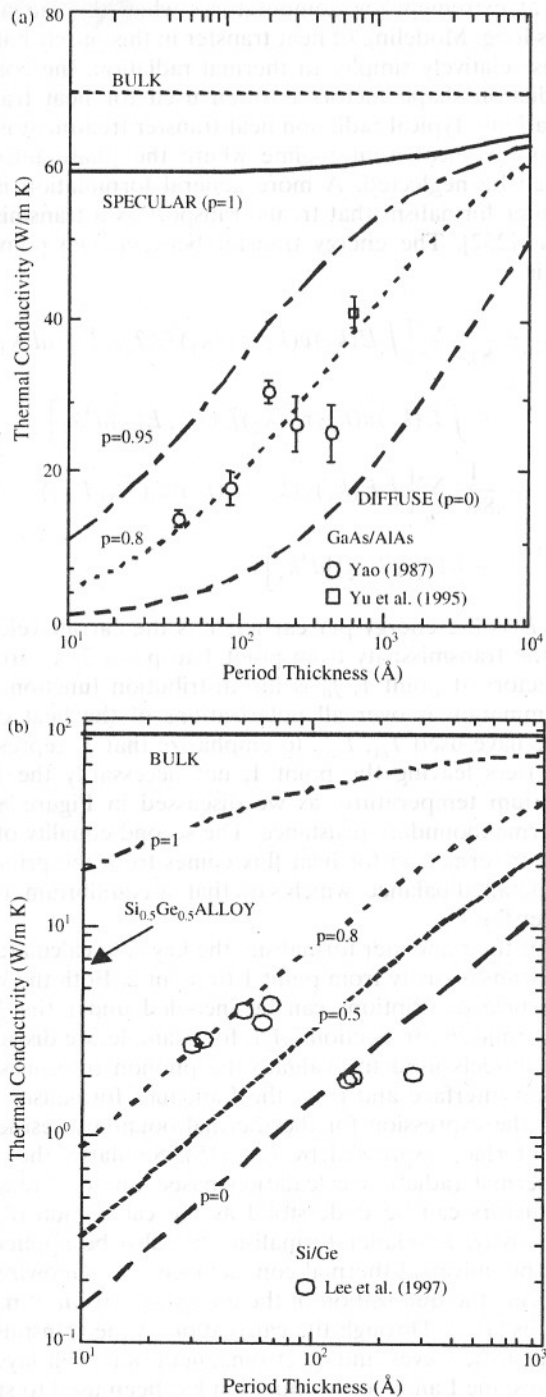 (a)
80
BULK
60
SPECULAR (p=1)
40
p=0.95
20
DIFFUSE (p=0)
p=0.8
GaAs/AlAs
Yao (1987)
Yu et al. (1995)
0
10^1 10^2 10^3 10^4
Period Thickness (Å)
Thermal Conductivity (W/m K)
(b)
10^2
BULK
p=1
Si0.5Ge0.5ALLOY
p=0.8
10^1
p=0.5
10^0
p=0
Si/Ge
Lee et al. (1997)
10^-1
10^1 10^2 10^3
Period Thickness (Å)
Thermal Conductivity (W/m K)